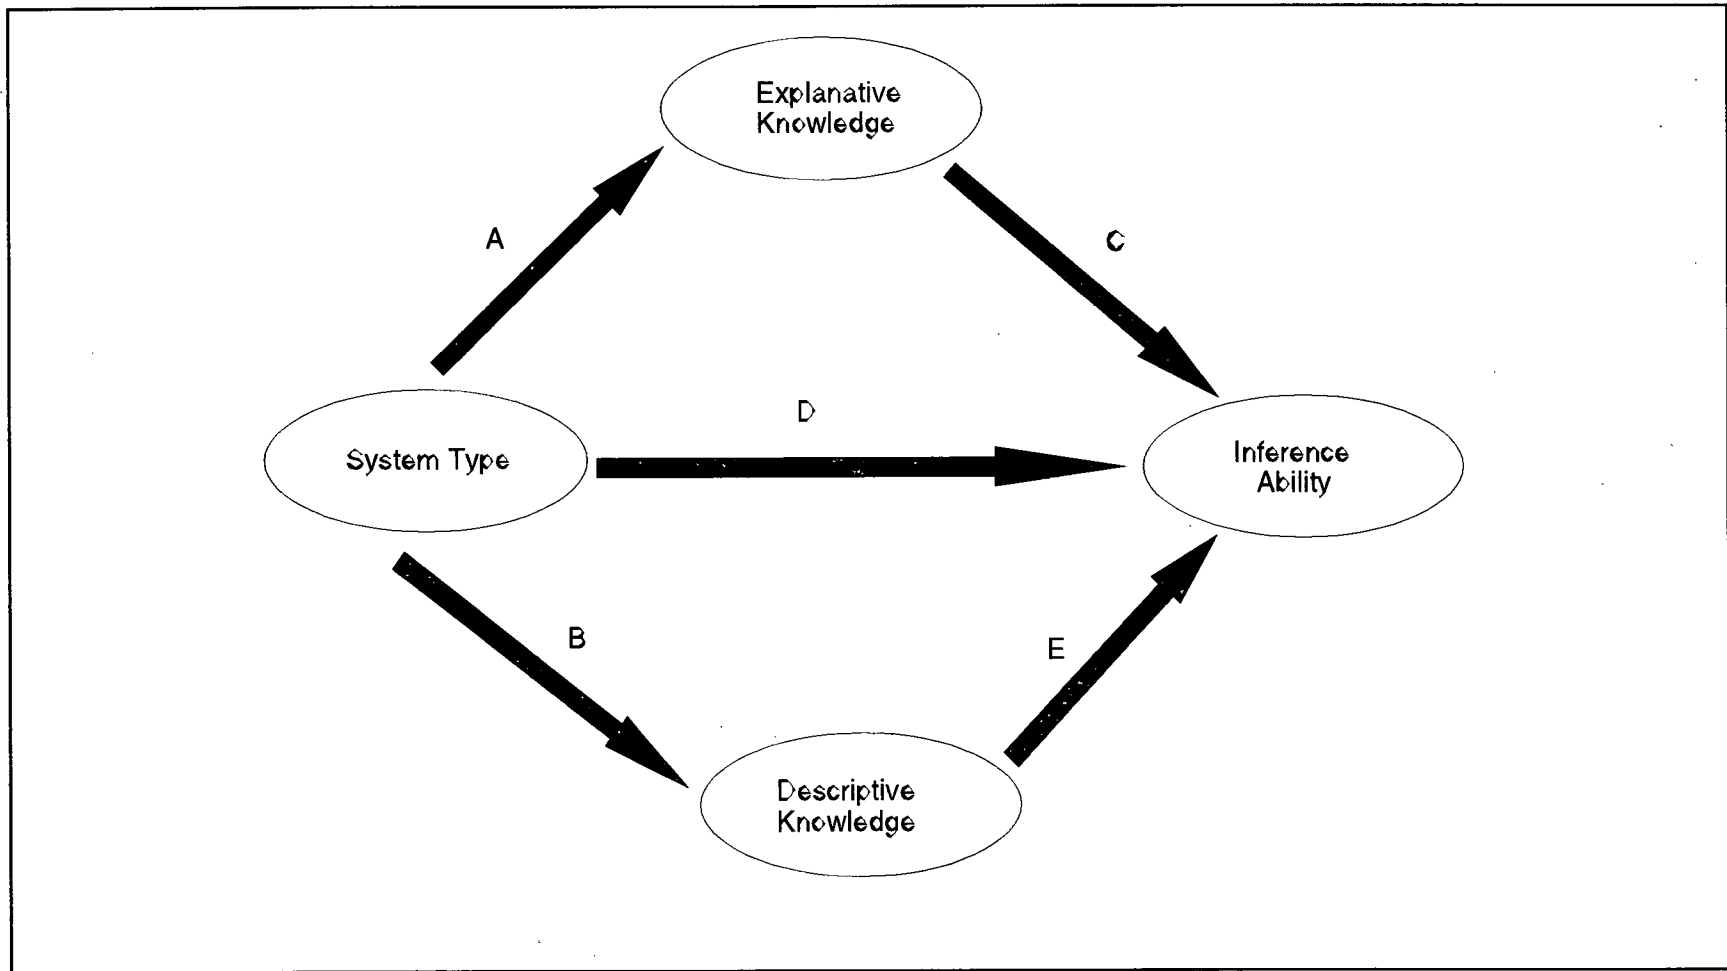 Explanative
Knowledge
A
C
D
System Type
Inference
Ability
B
E
Descriptive
Knowledge